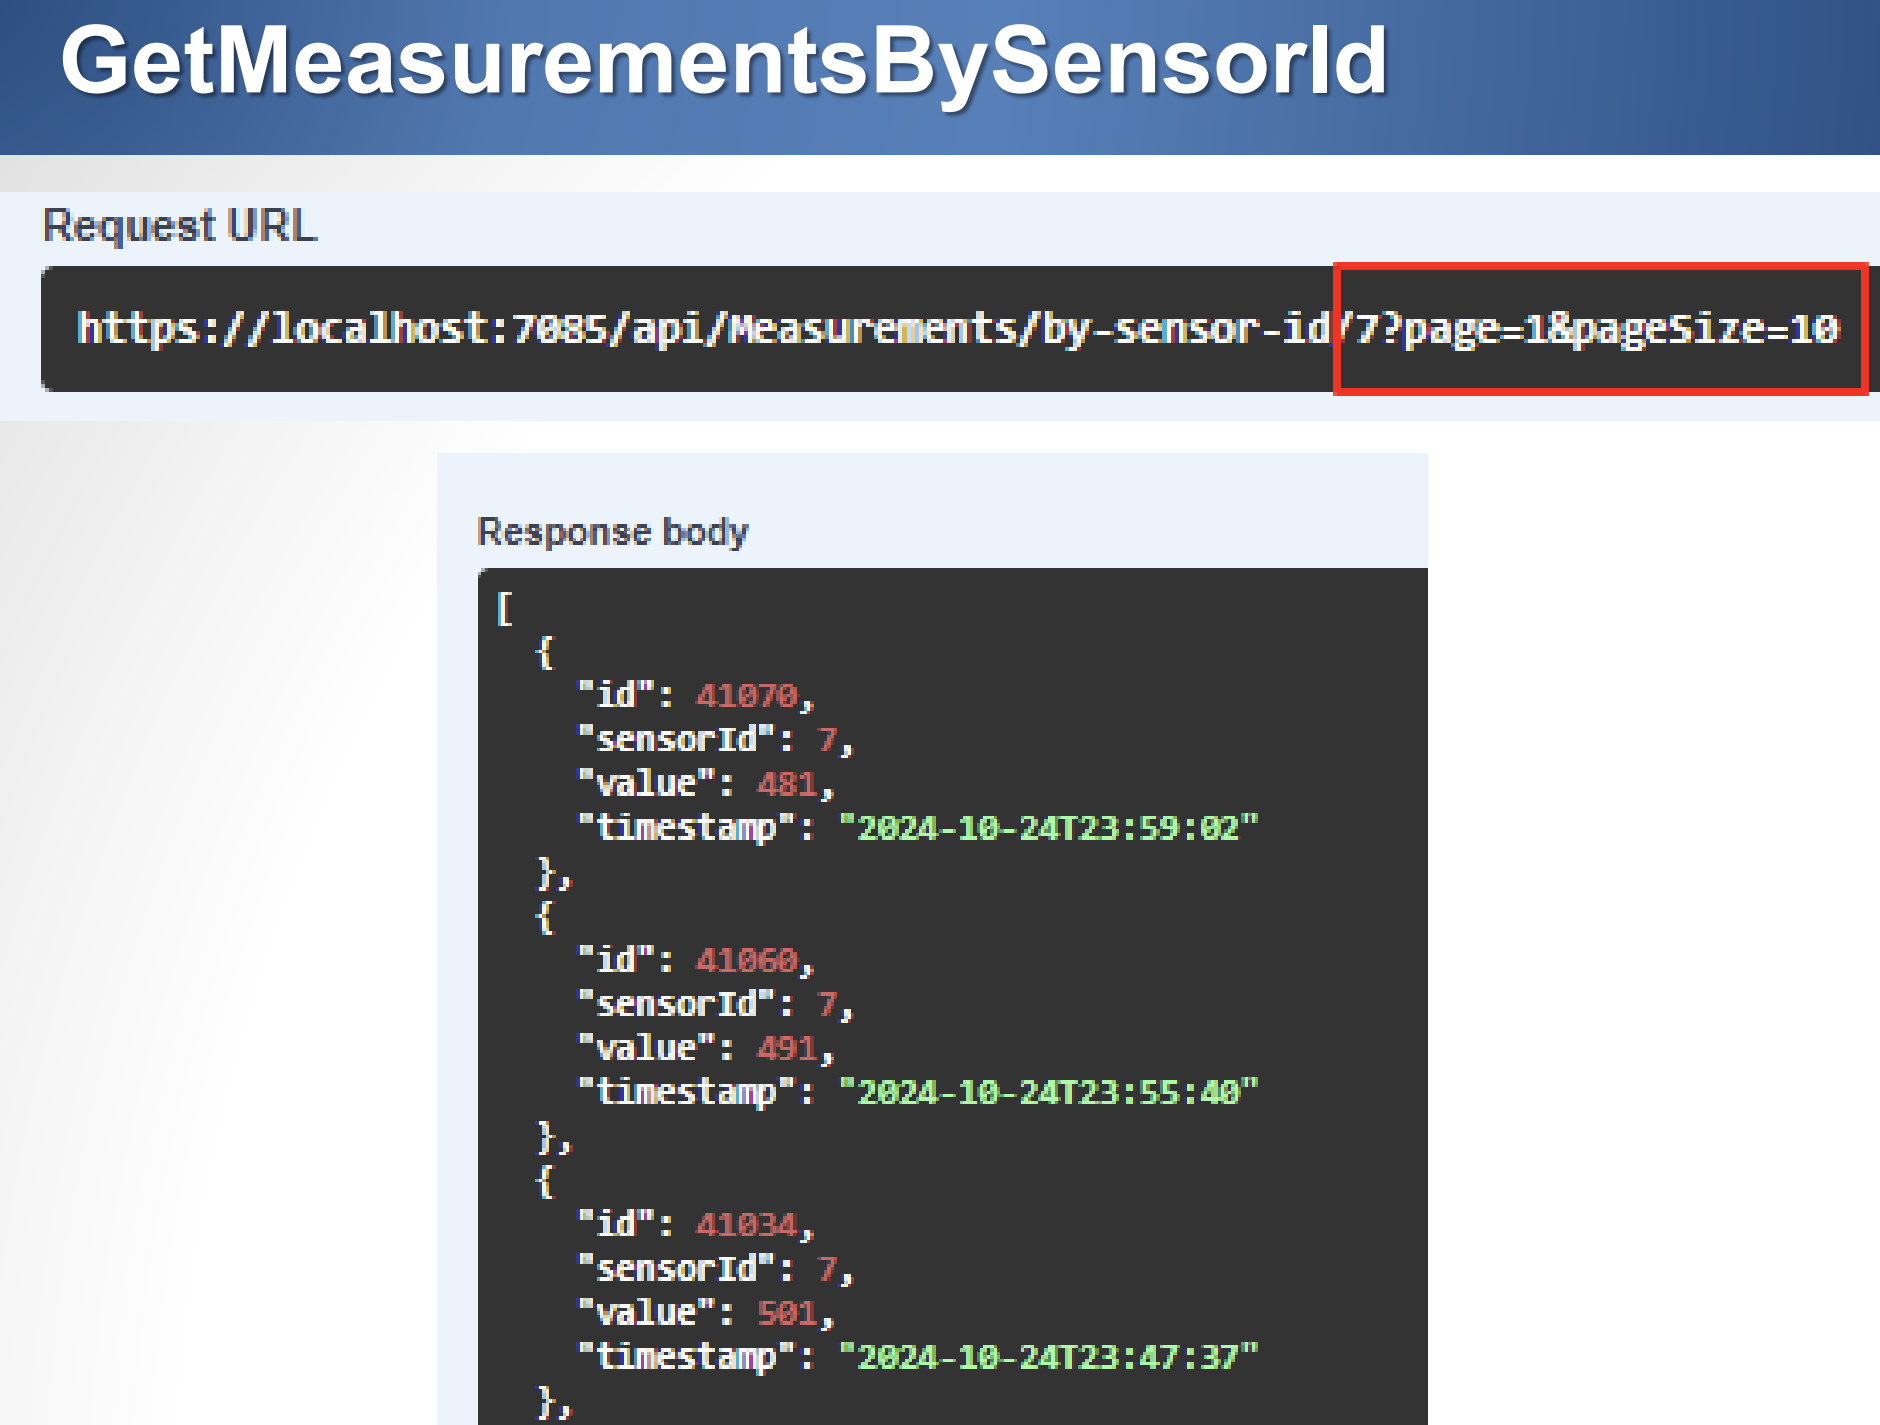 GetMeasurementsBySensorId
Request URL
https://localhost:7085/api/Measurements/by-sensor-id/7?page=1&pageSize=10
Response body
[
{
"id": 41070,
"sensorId": 7,
"value": 481,
"timestamp": "2024-10-24T23:59:02"
},
{
"id": 41060,
"sensorId": 7,
"value": 491,
"timestamp": "2024-10-24T23:55:40"
},
{
"id": 41034,
"sensorId": 7,
"value": 501,
"timestamp": "2024-10-24T23:47:37"
},